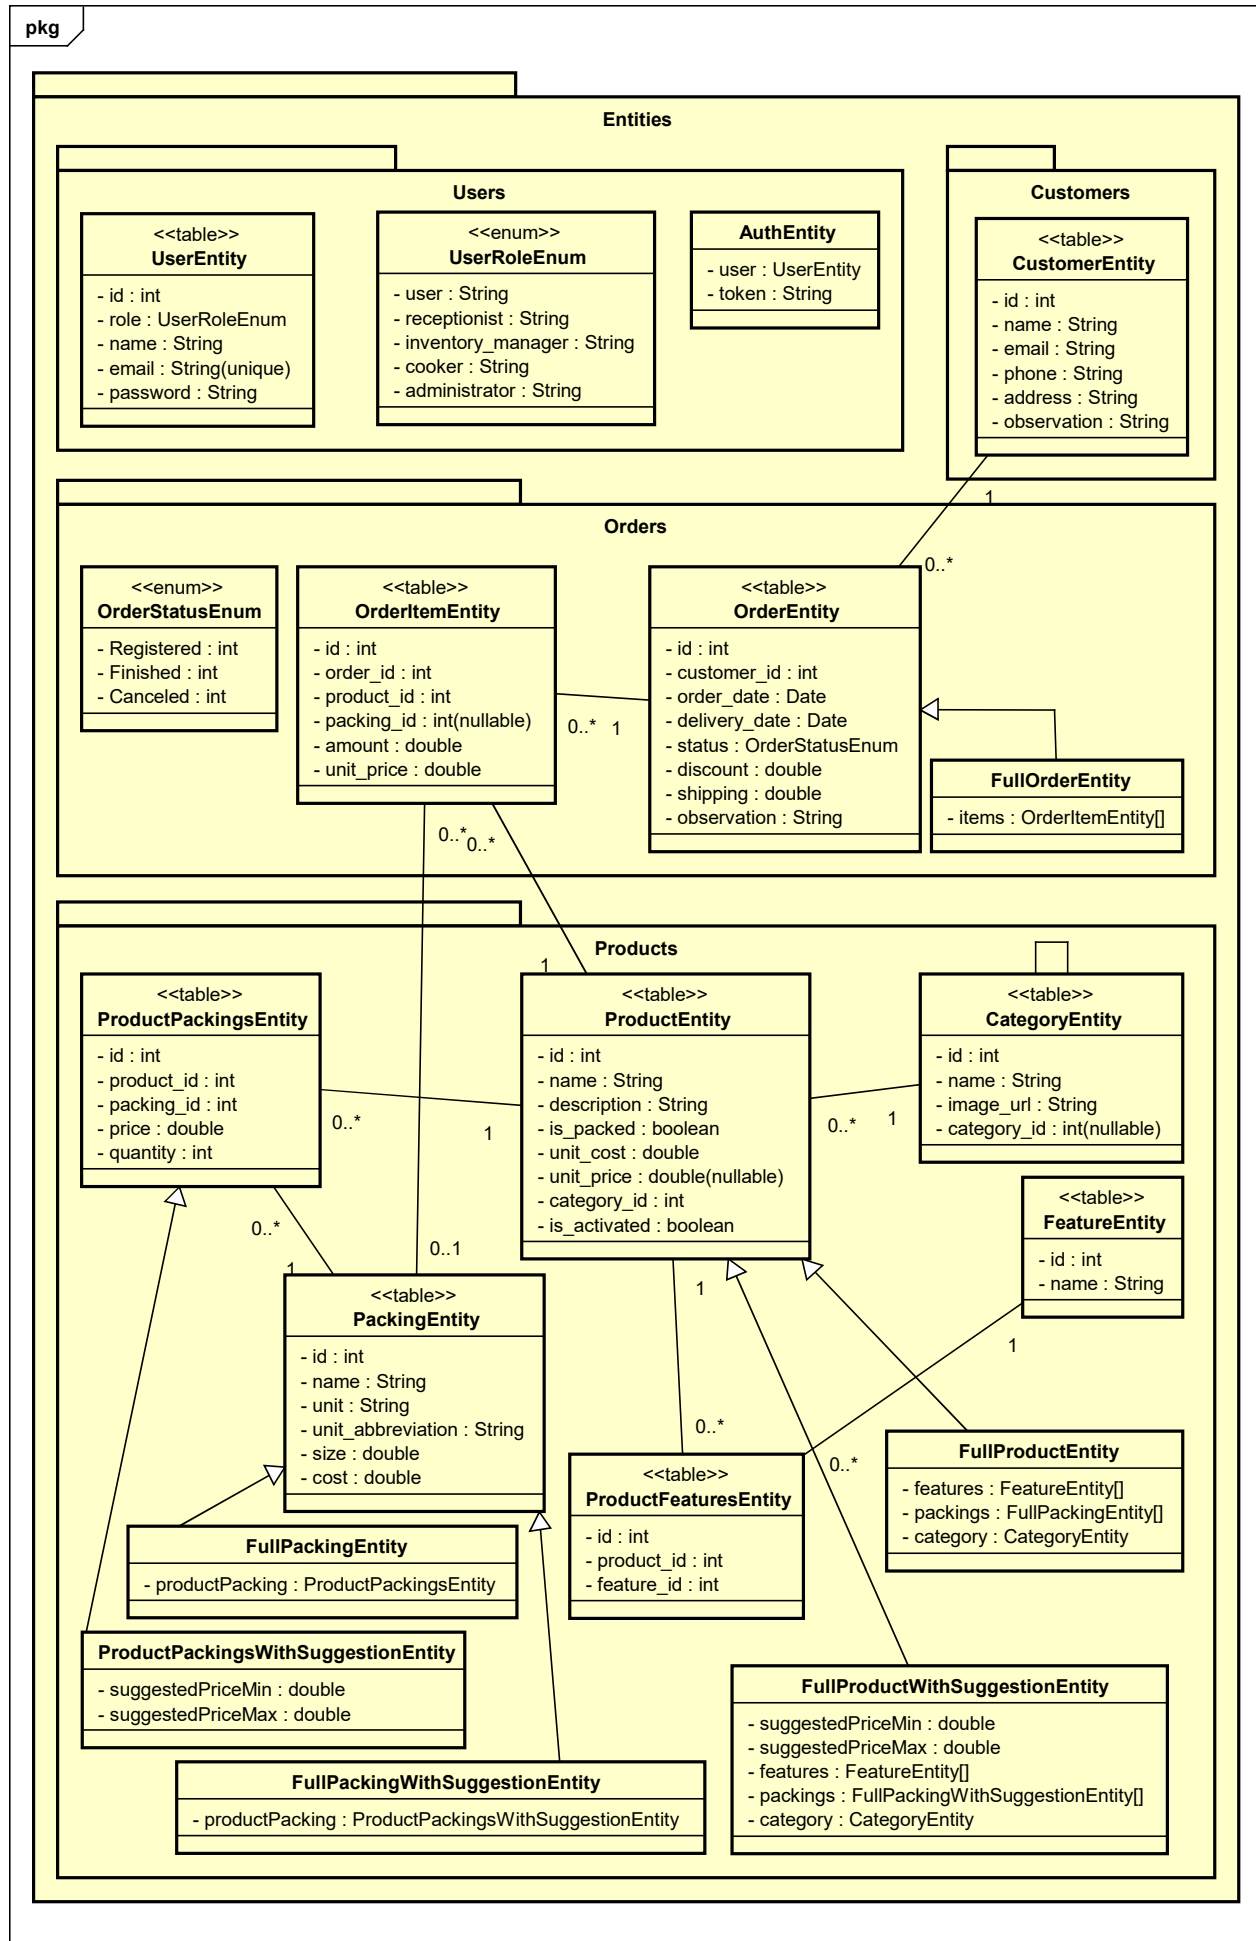 pkg
Entities
Users
<<table>>
UserEntity
- id : int
- role : UserRoleEnum
- name : String
- email : String(unique)
- password : String
<<enum>>
UserRoleEnum
- user : String
- receptionist : String
- inventory_manager : String
- cooker : String
- administrator : String
AuthEntity
- user : UserEntity
- token : String
Customers
<<table>>
CustomerEntity
- id : int
- name : String
- email : String
- phone : String
- address : String
- observation : String
1
0..*
Orders
<<enum>>
OrderStatusEnum
- Registered : int
- Finished : int
- Canceled : int
<<table>>
OrderItemEntity
- id : int
- order_id : int
- product_id : int
- packing_id : int(nullable)
- amount : double
- unit_price : double
0..*
1
<<table>>
OrderEntity
- id : int
- customer_id : int
- order_date : Date
- delivery_date : Date
- status : OrderStatusEnum
- discount : double
- shipping : double
- observation : String
FullOrderEntity
- items : OrderItemEntity[]
0..*
0..*
Products
1
<<table>>
ProductPackingsEntity
- id : int
- product_id : int
- packing_id : int
- price : double
- quantity : int
0..*
1
<<table>>
ProductEntity
- id : int
- name : String
- description : String
- is_packed : boolean
- unit_cost : double
- unit_price : double(nullable)
- category_id : int
- is_activated : boolean
0..*
1
<<table>>
CategoryEntity
- id : int
- name : String
- image_url : String
- category_id : int(nullable)
<<table>>
FeatureEntity
- id : int
- name : String
0..*
1
0..1
1
1
<<table>>
PackingEntity
- id : int
- name : String
- unit : String
- unit_abbreviation : String
- size : double
- cost : double
0..*
0..*
<<table>>
ProductFeaturesEntity
- id : int
- product_id : int
- feature_id : int
FullProductEntity
- features : FeatureEntity[]
- packings : FullPackingEntity[]
- category : CategoryEntity
FullPackingEntity
- productPacking : ProductPackingsEntity
ProductPackingsWithSuggestionEntity
- suggestedPriceMin : double
- suggestedPriceMax : double
FullPackingWithSuggestionEntity
- productPacking : ProductPackingsWithSuggestionEntity
FullProductWithSuggestionEntity
- suggestedPriceMin : double
- suggestedPriceMax : double
- features : FeatureEntity[]
- packings : FullPackingWithSuggestionEntity[]
- category : CategoryEntity